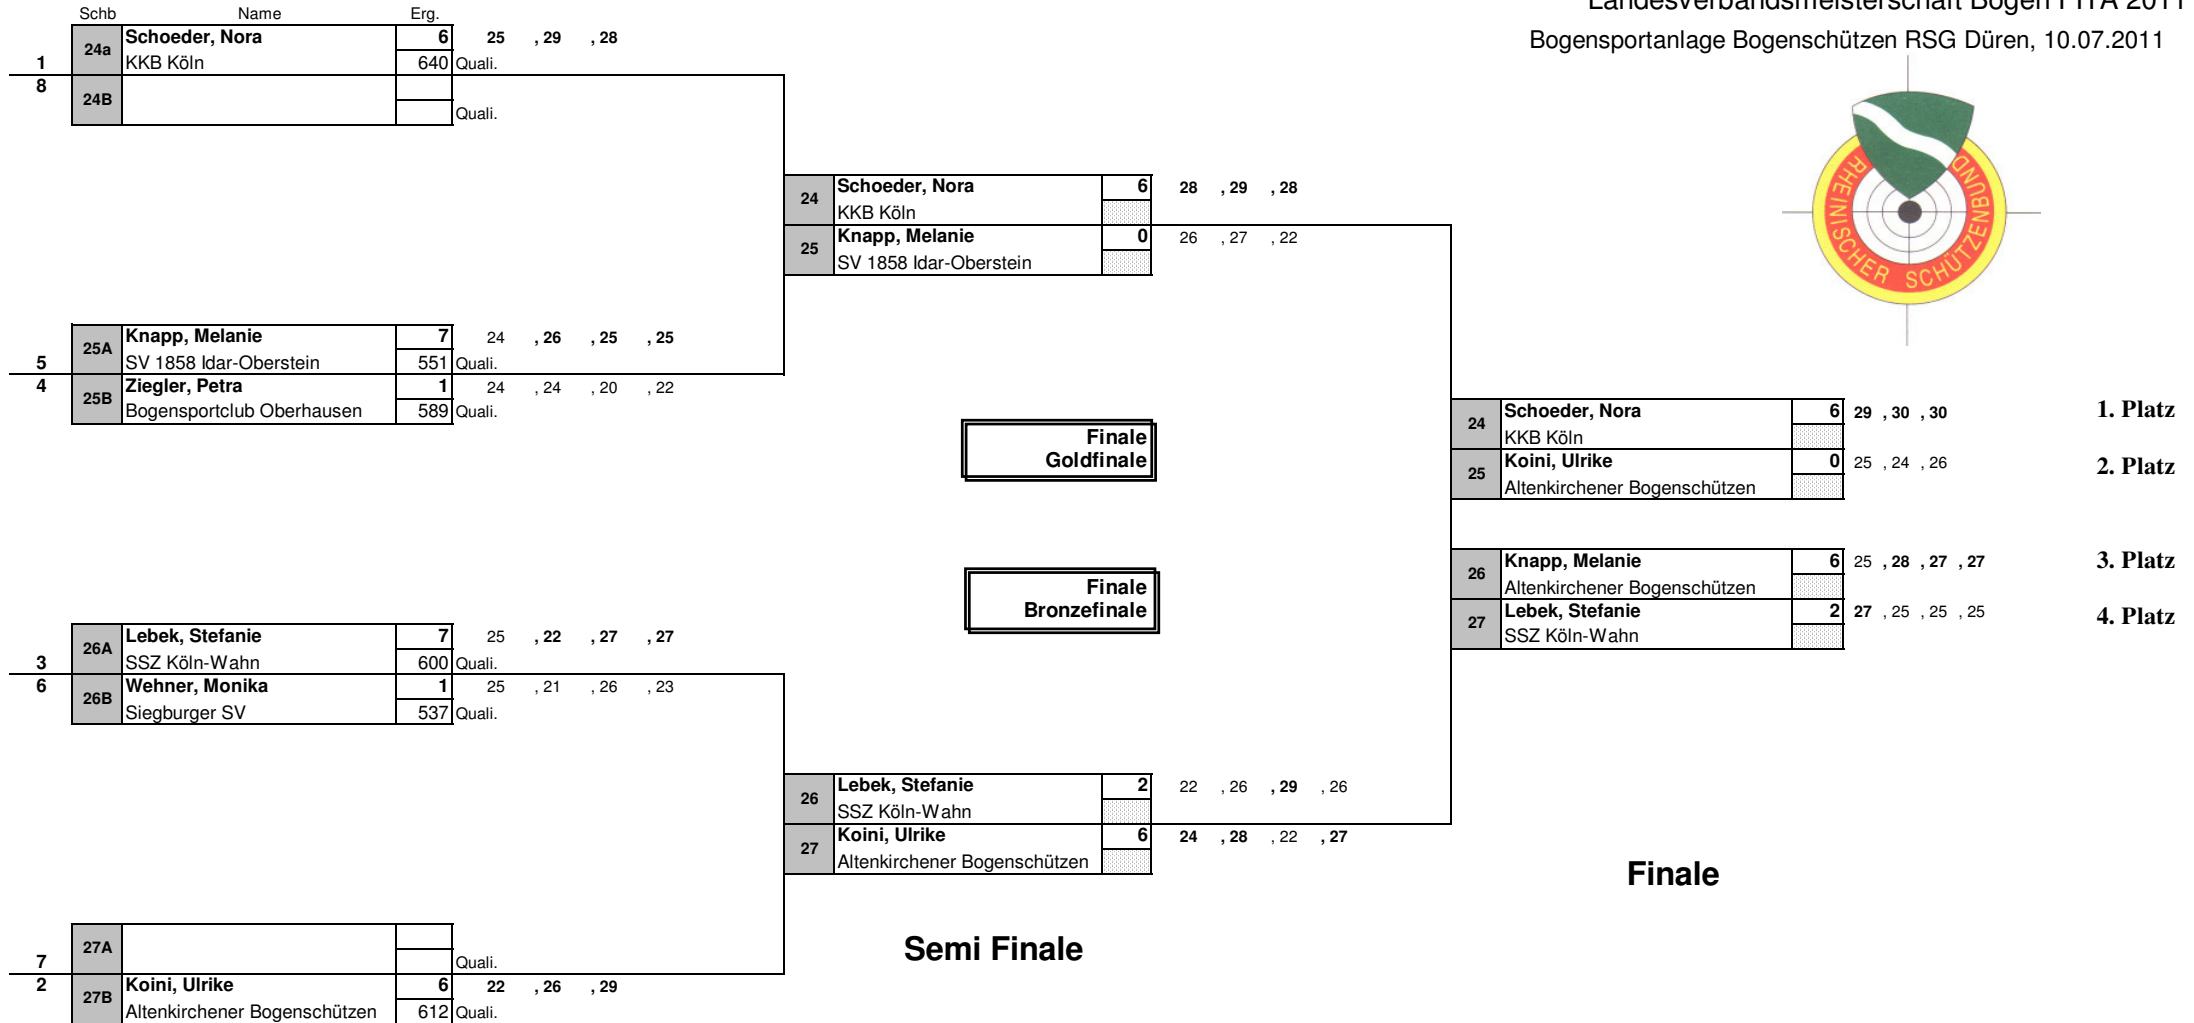 Landesverbandsmeisterschaft Bogen FITA 2011
Bogensportanlage Bogenschützen RSG Düren, 10.07.2011
Schb Name Erg.
24a Schoeder, Nora 6 25 , 29 , 28
1 KKB Köln 640 Quali.
8 24B
Quali.
RHEINISCHER SCHÜTZENBUND
24 Schoeder, Nora 6 28 , 29 , 28
KKB Köln
25 Knapp, Melanie 0 26 , 27 , 22
SV 1858 Idar-Oberstein
25A Knapp, Melanie 7 24 , 26 , 25 , 25
5 SV 1858 Idar-Oberstein 551 Quali.
4 25B Ziegler, Petra 1 24 , 24 , 20 , 22
Bogensportclub Oberhausen 589 Quali.
Finale
Goldfinale
24 Schoeder, Nora 6 29 , 30 , 30 1. Platz
KKB Köln
25 Koini, Ulrike 0 25 , 24 , 26 2. Platz
Altenkirchener Bogenschützen
Finale
Bronzefinale
26 Knapp, Melanie 6 25 , 28 , 27 , 27 3. Platz
Altenkirchener Bogenschützen
27 Lebek, Stefanie 2 27 , 25 , 25 , 25 4. Platz
SSZ Köln-Wahn
26A Lebek, Stefanie 7 25 , 22 , 27 , 27
3 SSZ Köln-Wahn 600 Quali.
6 26B Wehner, Monika 1 25 , 21 , 26 , 23
Siegburger SV 537 Quali.
26 Lebek, Stefanie 2 22 , 26 , 29 , 26
SSZ Köln-Wahn
27 Koini, Ulrike 6 24 , 28 , 22 , 27
Altenkirchener Bogenschützen
Finale
Semi Finale
27A
7 Quali.
2 27B Koini, Ulrike 6 22 , 26 , 29
Altenkirchener Bogenschützen 612 Quali.